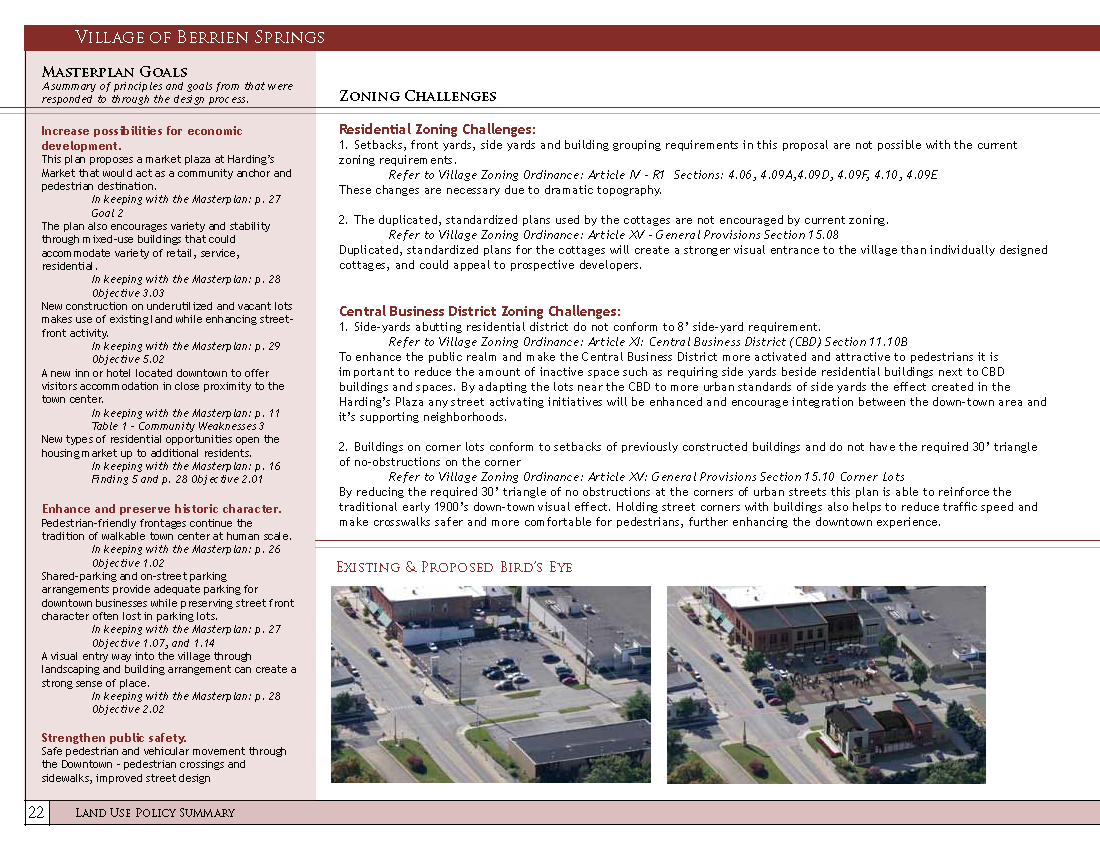 Village of Berrien Springs
Masterplan Goals
A summary of principles and goals from that were
responded to through the design process.
Increase possibilities for economic
development.
This plan proposes a market plaza at Harding's
Market that would act as a community anchor and
pedestrian destination.
In keeping with the Masterplan: p. 27
Goal 2
The plan also encourages variety and stability
through mixed-use buildings that could
accommodate variety of retail, service,
residential.
In keeping with the Masterplan: p. 28
Objective 3.03
New construction on underutilized and vacant lots
makes use of existing land while enhancing street-
front activity.
In keeping with the Masterplan: p. 29
Objective 5.02
A new inn or hotel located downtown to offer
visitors accommodation in close proximity to the
town center.
In keeping with the Masterplan: p. 11
Table 1 - Community Weaknesses 3
New types of residential opportunities open the
housing market up to additional residents.
In keeping with the Masterplan: p. 16
Finding 5 and p. 28 Objective 2.01
Enhance and preserve historic character.
Pedestrian-friendly frontages continue the
tradition of walkable town center at human scale.
In keeping with the Masterplan: p. 26
Objective 1.02
Shared-parking and on-street parking
arrangements provide adequate parking for
downtown businesses while preserving street front
character often lost in parking lots.
In keeping with the Masterplan: p. 27
Objective 1.07, and 1.14
A visual entry way into the village through
landscaping and building arrangement can create a
strong sense of place.
In keeping with the Masterplan: p. 28
Objective 2.02
Strengthen public safety.
Safe pedestrian and vehicular movement through
the Downtown - pedestrian crossings and
sidewalks, improved street design
Zoning Challenges
Residential Zoning Challenges:
1. Setbacks, front yards, side yards and building grouping requirements in this proposal are not possible with the current
zoning requirements.
Refer to Village Zoning Ordinance: Article IV - R1 Sections: 4.06, 4.09A,4.09D, 4.09F, 4.10, 4.09E
These changes are necessary due to dramatic topography.
2. The duplicated, standardized plans used by the cottages are not encouraged by current zoning.
Refer to Village Zoning Ordinance: Article XV - General Provisions Section 15.08
Duplicated, standardized plans for the cottages will create a stronger visual entrance to the village than individually designed
cottages, and could appeal to prospective developers.
Central Business District Zoning Challenges:
1. Side-yards abutting residential district do not conform to 8' side-yard requirement.
Refer to Village Zoning Ordinance: Article XI: Central Business District (CBD) Section 11.10B
To enhance the public realm and make the Central Business District more activated and attractive to pedestrians it is
important to reduce the amount of inactive space such as requiring side yards beside residential buildings next to CBD
buildings and spaces. By adapting the lots near the CBD to more urban standards of side yards the effect created in the
Harding's Plaza any street activating initiatives will be enhanced and encourage integration between the down-town area and
it's supporting neighborhoods.
2. Buildings on corner lots conform to setbacks of previously constructed buildings and do not have the required 30' triangle
of no-obstructions on the corner
Refer to Village Zoning Ordinance: Article XV: General Provisions Section 15.10 Corner Lots
By reducing the required 30' triangle of no obstructions at the corners of urban streets this plan is able to reinforce the
traditional early 1900's down-town visual effect. Holding street corners with buildings also helps to reduce traffic speed and
make crosswalks safer and more comfortable for pedestrians, further enhancing the downtown experience.
Existing & Proposed Bird's Eye
22
Land Use Policy Summary